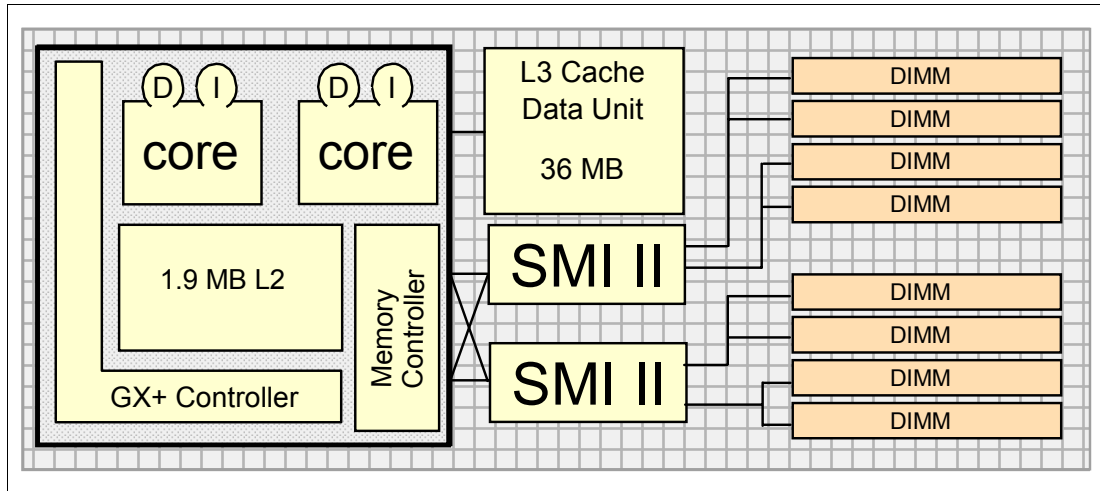 D I
D I
core
core
L3 Cache
Data Unit
36 MB
1.9 MB L2
Memory
Controller
GX+ Controller
SMI II
SMI II
DIMM
DIMM
DIMM
DIMM
DIMM
DIMM
DIMM
DIMM